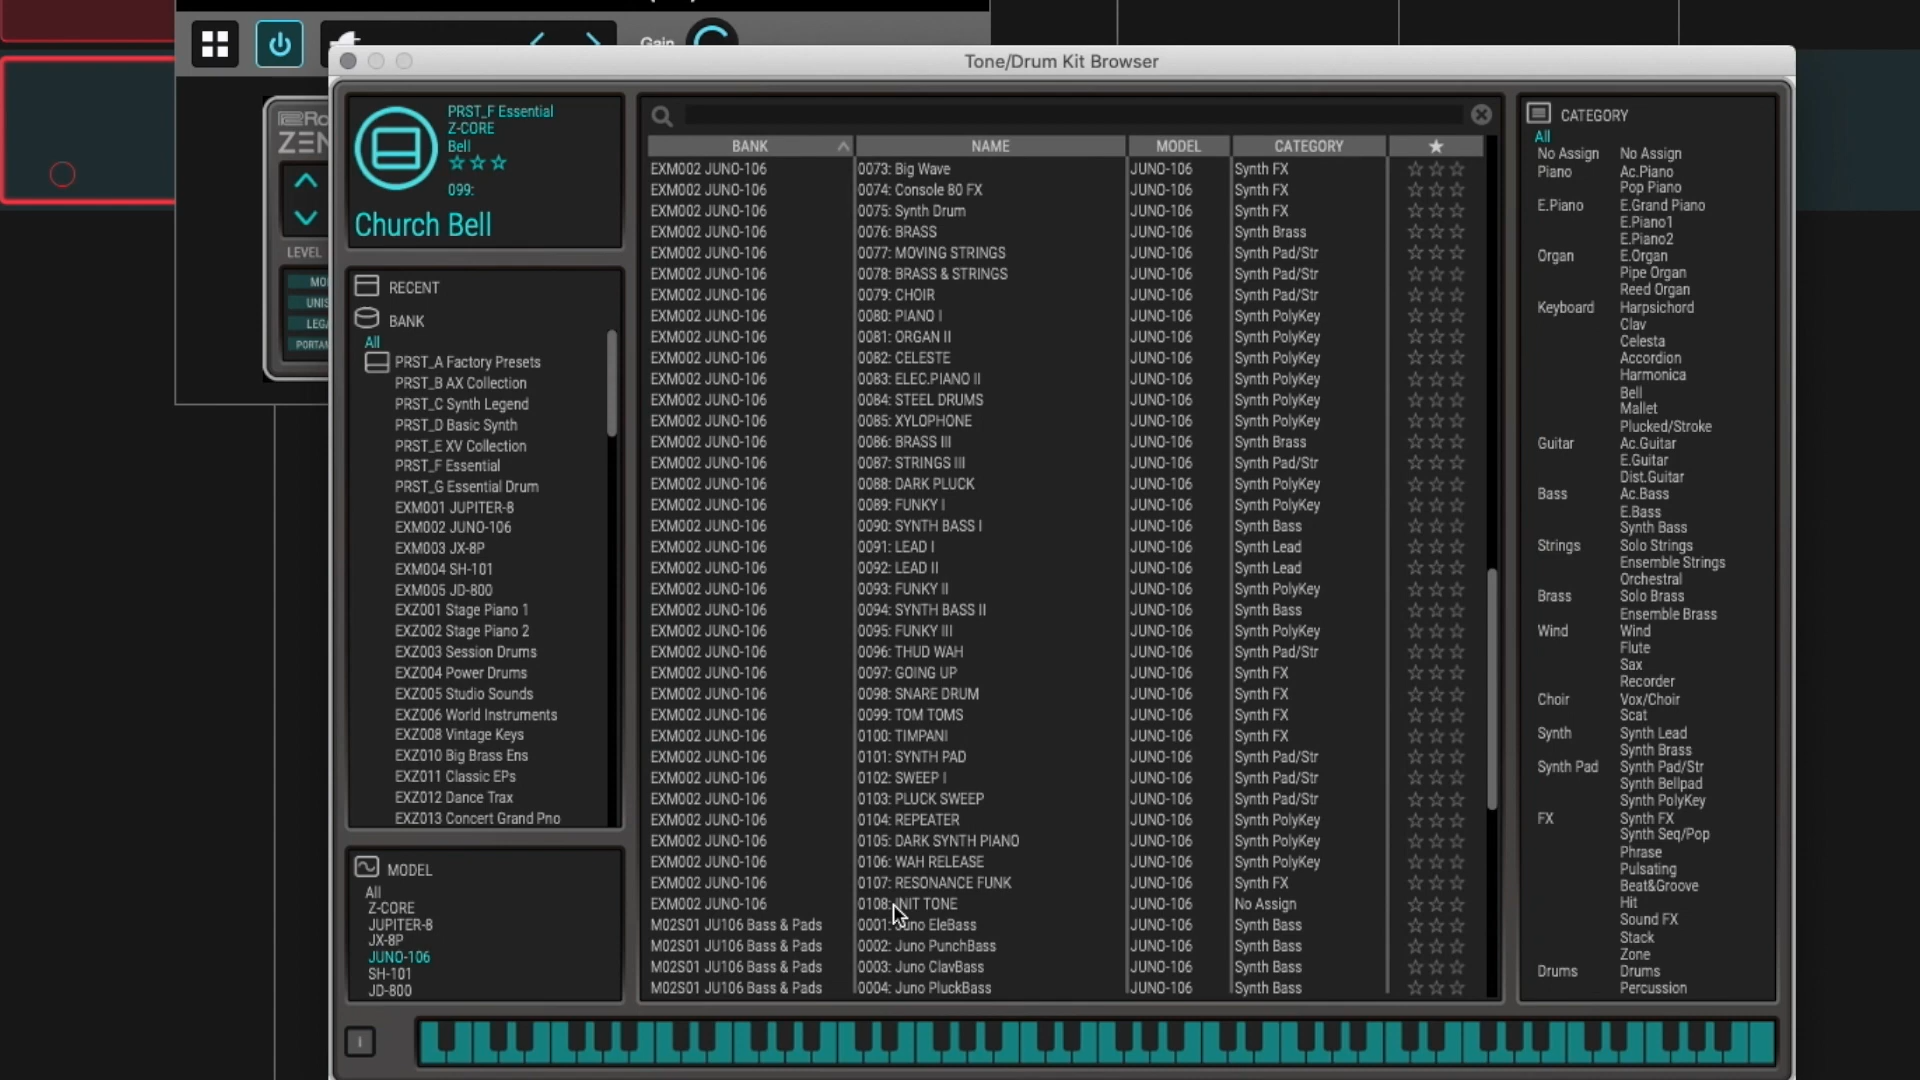 Gain
Tone/Drum Kit Browser
Ro
ZEN
LEVEL
PRST_F Essential
Z-CORE
Bell
☆☆☆
099:
Church Bell
RECENT
BANK
All
PRST_A Factory Presets
PRST_B AX Collection
PRST_C Synth Legend
PRST_D Basic Synth
PRST_E XV Collection
PRST_F Essential
PRST_G Essential Drum
EXM001 JUPITER-8
EXM002 JUNO-106
EXM003 JX-8P
EXM004 SH-101
EXM005 JD-800
EXZ001 Stage Piano 1
EXZ002 Stage Piano 2
EXZ003 Session Drums
EXZ004 Power Drums
EXZ005 Studio Sounds
EXZ006 World Instruments
EXZ008 Vintage Keys
EXZ010 Big Brass Ens
EXZ011 Classic EPs
EXZ012 Dance Trax
EXZ013 Concert Grand Pno
MODEL
All
Z-CORE
JUPITER-8
JX-8P
JUNO-106
SH-101
JD-800
BANK NAME MODEL CATEGORY ★
EXM002 JUNO-106 0073: Big Wave JUNO-106 Synth FX ☆☆☆
EXM002 JUNO-106 0074: Console 80 FX JUNO-106 Synth FX ☆☆☆
EXM002 JUNO-106 0075: Synth Drum JUNO-106 Synth FX ☆☆☆
EXM002 JUNO-106 0076: BRASS JUNO-106 Synth Brass ☆☆☆
EXM002 JUNO-106 0077: MOVING STRINGS JUNO-106 Synth Pad/Str ☆☆☆
EXM002 JUNO-106 0078: BRASS & STRINGS JUNO-106 Synth Pad/Str ☆☆☆
EXM002 JUNO-106 0079: CHOIR JUNO-106 Synth Pad/Str ☆☆☆
EXM002 JUNO-106 0080: PIANO I JUNO-106 Synth PolyKey ☆☆☆
EXM002 JUNO-106 0081: ORGAN II JUNO-106 Synth PolyKey ☆☆☆
EXM002 JUNO-106 0082: CELESTE JUNO-106 Synth PolyKey ☆☆☆
EXM002 JUNO-106 0083: ELEC.PIANO II JUNO-106 Synth PolyKey ☆☆☆
EXM002 JUNO-106 0084: STEEL DRUMS JUNO-106 Synth PolyKey ☆☆☆
EXM002 JUNO-106 0085: XYLOPHONE JUNO-106 Synth PolyKey ☆☆☆
EXM002 JUNO-106 0086: BRASS III JUNO-106 Synth Brass ☆☆☆
EXM002 JUNO-106 0087: STRINGS III JUNO-106 Synth Pad/Str ☆☆☆
EXM002 JUNO-106 0088: DARK PLUCK JUNO-106 Synth PolyKey ☆☆☆
EXM002 JUNO-106 0089: FUNKY I JUNO-106 Synth PolyKey ☆☆☆
EXM002 JUNO-106 0090: SYNTH BASS I JUNO-106 Synth Bass ☆☆☆
EXM002 JUNO-106 0091: LEAD I JUNO-106 Synth Lead ☆☆☆
EXM002 JUNO-106 0092: LEAD II JUNO-106 Synth Lead ☆☆☆
EXM002 JUNO-106 0093: FUNKY II JUNO-106 Synth PolyKey ☆☆☆
EXM002 JUNO-106 0094: SYNTH BASS II JUNO-106 Synth Bass ☆☆☆
EXM002 JUNO-106 0095: FUNKY III JUNO-106 Synth PolyKey ☆☆☆
EXM002 JUNO-106 0096: THUD WAH JUNO-106 Synth Pad/Str ☆☆☆
EXM002 JUNO-106 0097: GOING UP JUNO-106 Synth FX ☆☆☆
EXM002 JUNO-106 0098: SNARE DRUM JUNO-106 Synth FX ☆☆☆
EXM002 JUNO-106 0099: TOM TOMS JUNO-106 Synth FX ☆☆☆
EXM002 JUNO-106 0100: TIMPANI JUNO-106 Synth FX ☆☆☆
EXM002 JUNO-106 0101: SYNTH PAD JUNO-106 Synth Pad/Str ☆☆☆
EXM002 JUNO-106 0102: SWEEP I JUNO-106 Synth Pad/Str ☆☆☆
EXM002 JUNO-106 0103: PLUCK SWEEP JUNO-106 Synth Pad/Str ☆☆☆
EXM002 JUNO-106 0104: REPEATER JUNO-106 Synth PolyKey ☆☆☆
EXM002 JUNO-106 0105: DARK SYNTH PIANO JUNO-106 Synth PolyKey ☆☆☆
EXM002 JUNO-106 0106: WAH RELEASE JUNO-106 Synth PolyKey ☆☆☆
EXM002 JUNO-106 0107: RESONANCE FUNK JUNO-106 Synth FX ☆☆☆
EXM002 JUNO-106 0108: INIT TONE JUNO-106 No Assign ☆☆☆
M02S01 JU106 Bass & Pads 0001: Juno EleBass JUNO-106 Synth Bass ☆☆☆
M02S01 JU106 Bass & Pads 0002: Juno PunchBass JUNO-106 Synth Bass ☆☆☆
M02S01 JU106 Bass & Pads 0003: Juno ClavBass JUNO-106 Synth Bass ☆☆☆
M02S01 JU106 Bass & Pads 0004: Juno PluckBass JUNO-106 Synth Bass ☆☆☆
CATEGORY
All
No Assign No Assign
Piano Ac.Piano
Pop Piano
E.Piano E.Grand Piano
E.Piano1
E.Piano2
Organ E.Organ
Pipe Organ
Reed Organ
Keyboard Harpsichord
Clav
Celesta
Accordion
Harmonica
Bell
Mallet
Plucked/Stroke
Guitar Ac.Guitar
E.Guitar
Dist.Guitar
Bass Ac.Bass
E.Bass
Synth Bass
Strings Solo Strings
Ensemble Strings
Orchestral
Brass Solo Brass
Ensemble Brass
Wind Wind
Flute
Sax
Recorder
Choir Vox/Choir
Scat
Synth Synth Lead
Synth Brass
Synth Pad Synth Pad/Str
Synth Bellpad
Synth PolyKey
FX Synth FX
Synth Seq/Pop
Phrase
Pulsating
Beat&Groove
Hit
Sound FX
Stack
Zone
Drums Drums
Percussion
i